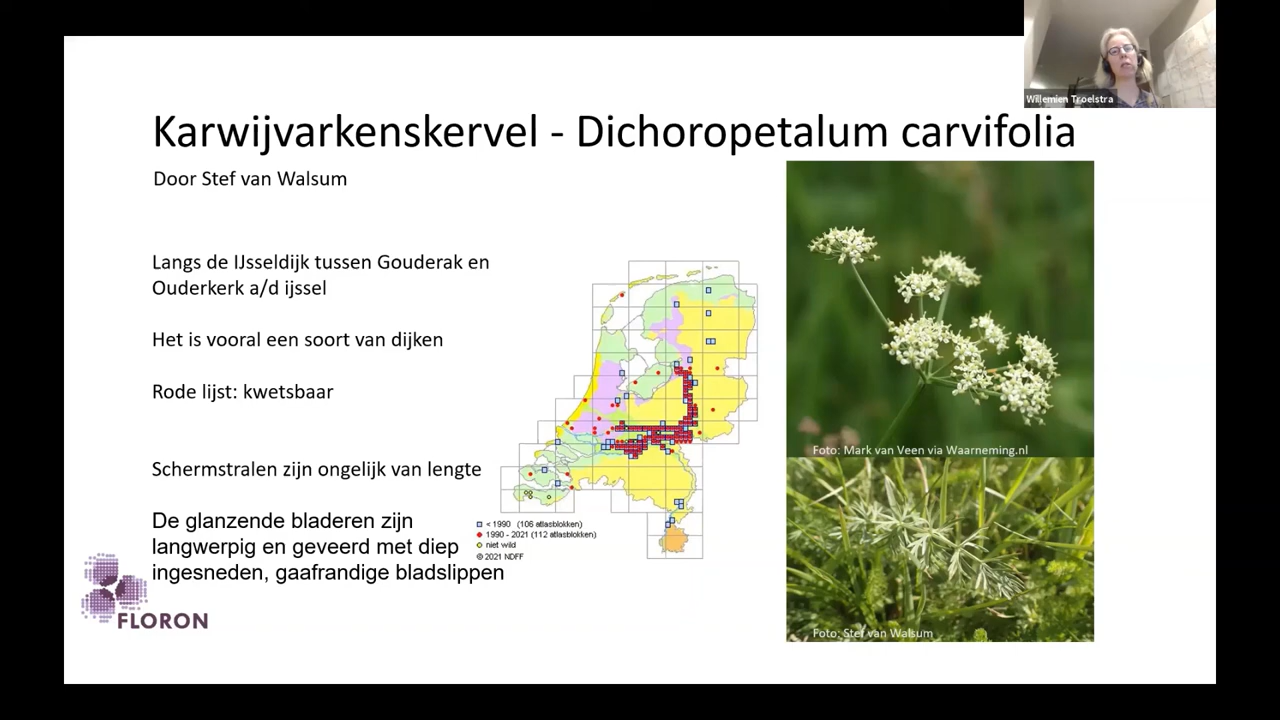 Willemien Troelstra
Karwijvarkenskervel - Dichoropetalum carvifolia
Door Stef van Walsum
Langs de IJsseldijk tussen Gouderak en
Ouderkerk a/d ijssel
Het is vooral een soort van dijken
Rode lijst: kwetsbaar
Schermstralen zijn ongelijk van lengte
De glanzende bladeren zijn
langwerpig en geveerd met diep
ingesneden, gaafrandige bladslippen
FLORON
< 1990 (106 atlasblokken)
1990 - 2021 (112 atlasblokken)
niet wild
© 2021 NDFF
Foto: Mark van Veen via Waarneming.nl
Foto: Stef van Walsum